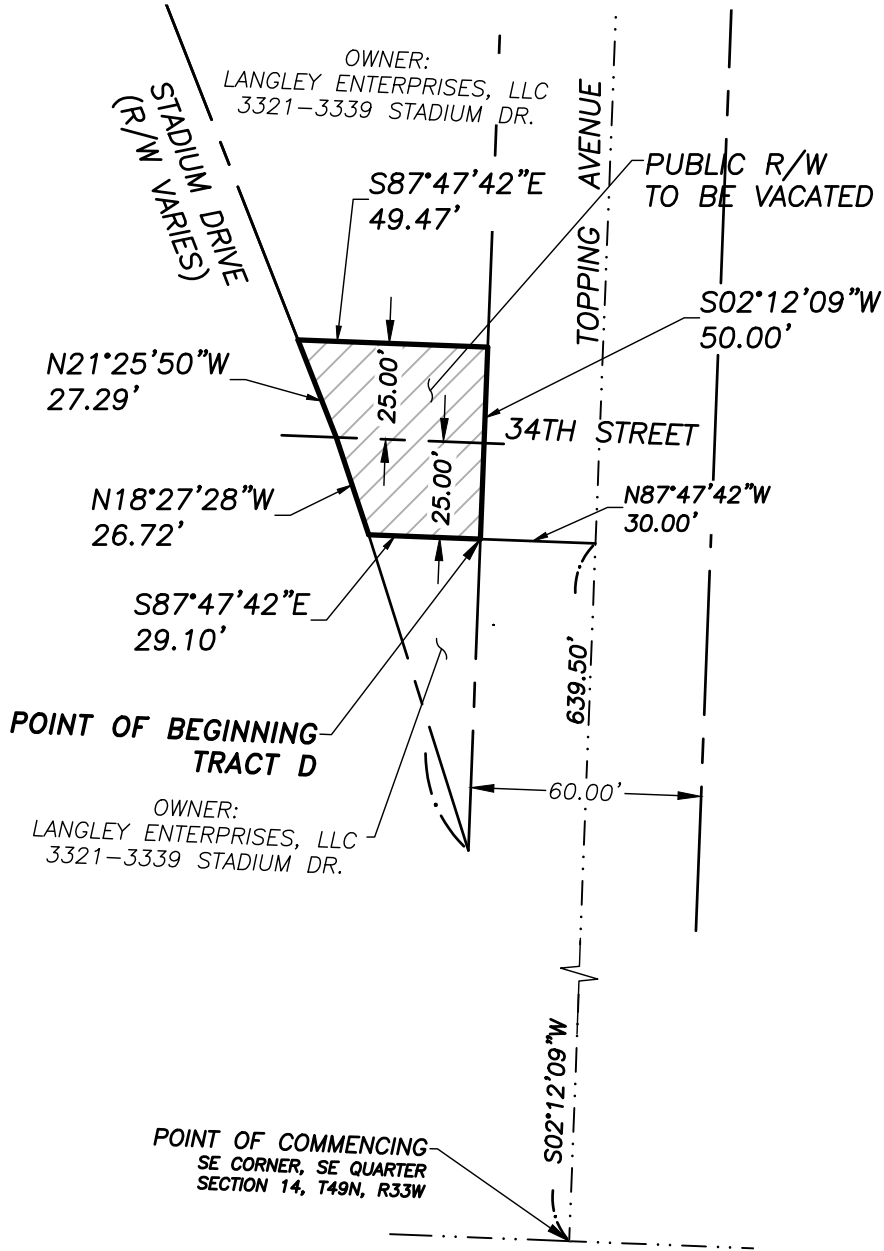 OWNER:
LANGLEY ENTERPRISES, LLC
3321-3339 STADIUM DR.
STADIUM DRIVE
(R/W VARIES)
TOPPING AVENUE
PUBLIC R/W
TO BE VACATED
S87°47'42"E
49.47'
S02°12'09"W
50.00'
N21°25'50"W
27.29'
25.00'
34TH STREET
25.00'
N18°27'28"W
26.72'
N87°47'42"W
30.00'
S87°47'42"E
29.10'
639.50'
POINT OF BEGINNING
TRACT D
60.00'
OWNER:
LANGLEY ENTERPRISES, LLC
3321-3339 STADIUM DR.
S02°12'09"W
POINT OF COMMENCING
SE CORNER, SE QUARTER
SECTION 14, T49N, R33W